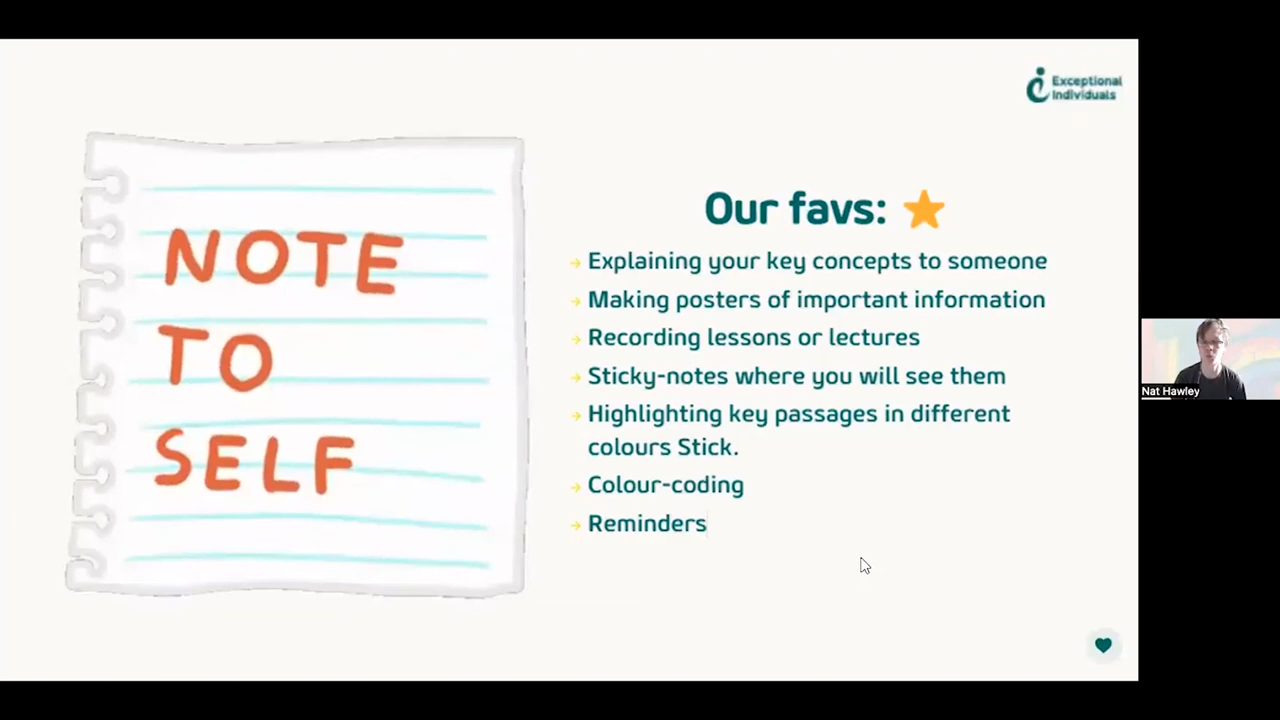 Exceptional
Individuals
NOTE
TO
SELF
Our favs:
Explaining your key concepts to someone
Making posters of important information
Recording lessons or lectures
Sticky-notes where you will see them
Highlighting key passages in different
colours Stick.
Colour-coding
Reminders
Nat Hawley